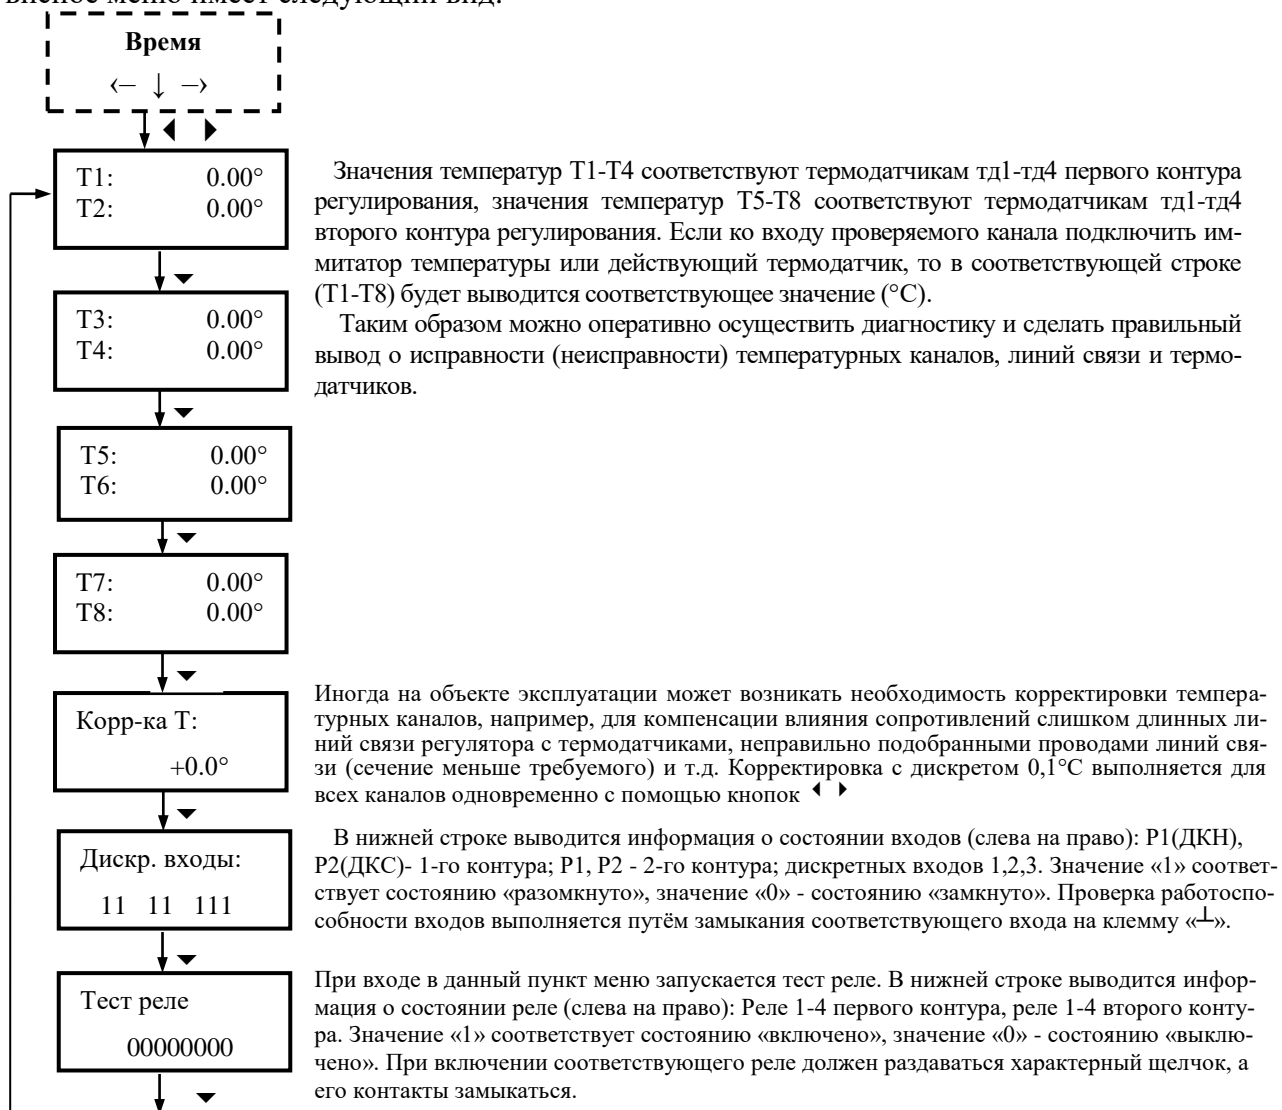 Время
‹– ↓ –›
T1: 0.00°
T2: 0.00°
Значения температур Т1-Т4 соответствуют термодатчикам тд1-тд4 первого контура
регулирования, значения температур Т5-Т8 соответствуют термодатчикам тд1-тд4
второго контура регулирования. Если ко входу проверяемого канала подключить им-
митатор температуры или действующий термодатчик, то в соответствующей строке
(Т1-Т8) будет выводится соответствующее значение (°С).
Таким образом можно оперативно осуществить диагностику и сделать правильный
вывод о исправности (неисправности) температурных каналов, линий связи и термо-
датчиков.
T3: 0.00°
T4: 0.00°
T5: 0.00°
T6: 0.00°
T7: 0.00°
T8: 0.00°
Корр-ка Т:
+0.0°
Иногда на объекте эксплуатации может возникать необходимость корректировки темпера-
турных каналов, например, для компенсации влияния сопротивлений слишком длинных ли-
ний связи регулятора с термодатчиками, неправильно подобранными проводами линий свя-
зи (сечение меньше требуемого) и т.д. Корректировка с дискретом 0,1°С выполняется для
всех каналов одновременно с помощью кнопок
Дискр. входы:
11 11 111
В нижней строке выводится информация о состоянии входов (слева на право): Р1(ДКН),
Р2(ДКС)- 1-го контура; Р1, Р2 - 2-го контура; дискретных входов 1,2,3. Значение «1» соответ-
ствует состоянию «разомкнуто», значение «0» - состоянию «замкнуто». Проверка работоспо-
собности входов выполняется путём замыкания соответствующего входа на клемму «┴».
Тест реле
00000000
При входе в данный пункт меню запускается тест реле. В нижней строке выводится инфор-
мация о состоянии реле (слева на право): Реле 1-4 первого контура, реле 1-4 второго конту-
ра. Значение «1» соответствует состоянию «включено», значение «0» - состоянию «выклю-
чено». При включении соответствующего реле должен раздаваться характерный щелчок, а
его контакты замыкаться.